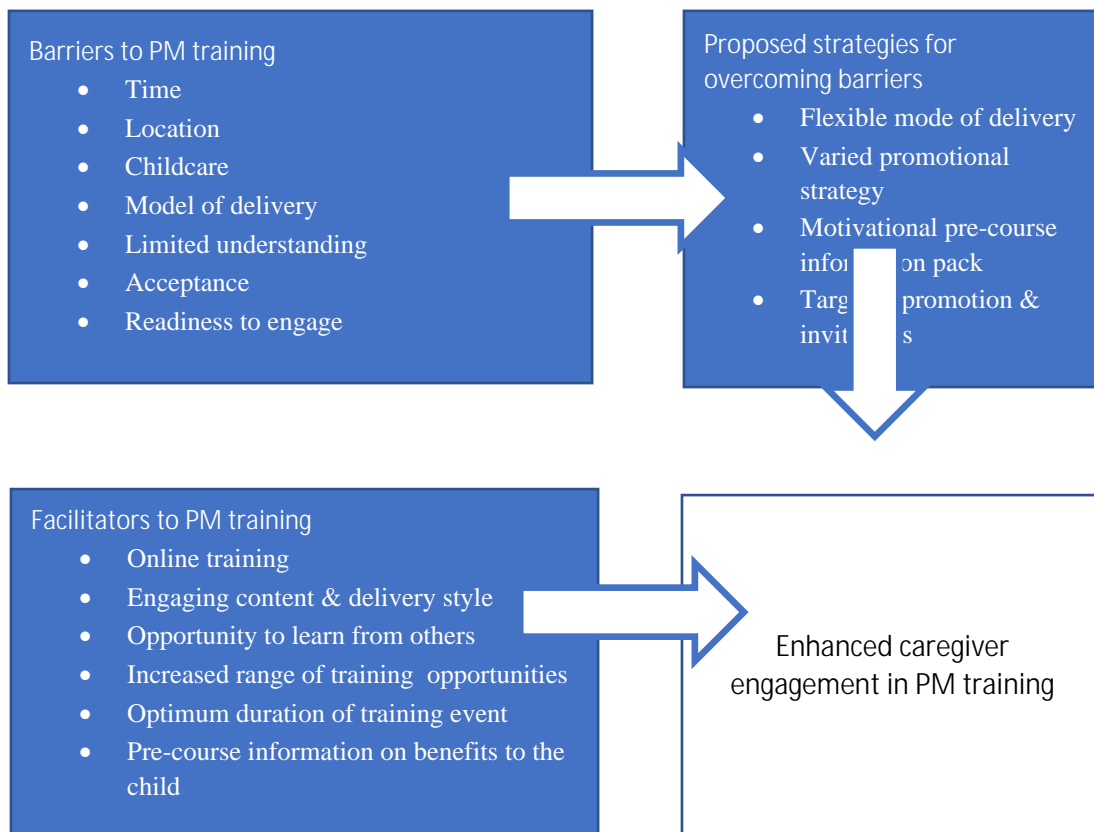 Barriers to PM training
• Time
• Location
• Childcare
• Model of delivery
• Limited understanding
• Acceptance
• Readiness to engage
Proposed strategies for
overcoming barriers
• Flexible mode of delivery
• Varied promotional
strategy
• Motivational pre-course
pack
• promotion &
Facilitators to PM training
• Online training
• Engaging content & delivery style
• Opportunity to learn from others
• Increased range of training opportunities
• Optimum duration of training event
• Pre-course information on benefits to the
child
Enhanced caregiver
engagement in PM training